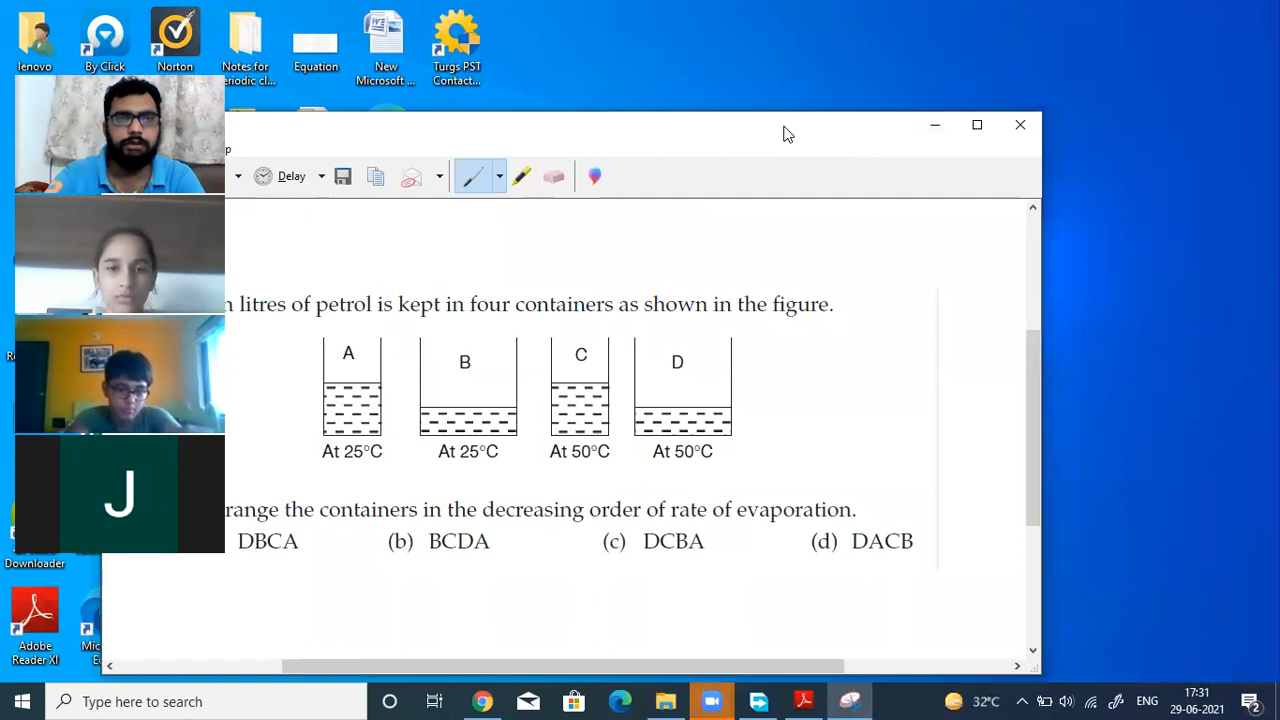 lenovo
By Click
Norton
Notes for
eriodic cl...
Equation
New
Microsoft ...
Turgs PST
Contact...
p
Delay
n litres of petrol is kept in four containers as shown in the figure.
A B C D
At 25°C At 25°C At 50°C At 50°C
range the containers in the decreasing order of rate of evaporation.
DBCA (b) BCDA (c) DCBA (d) DACB
J
Downloader
Adobe
Reader XI
Mic
E
Type here to search
32°C
ENG
17:31
29-06-2021
2